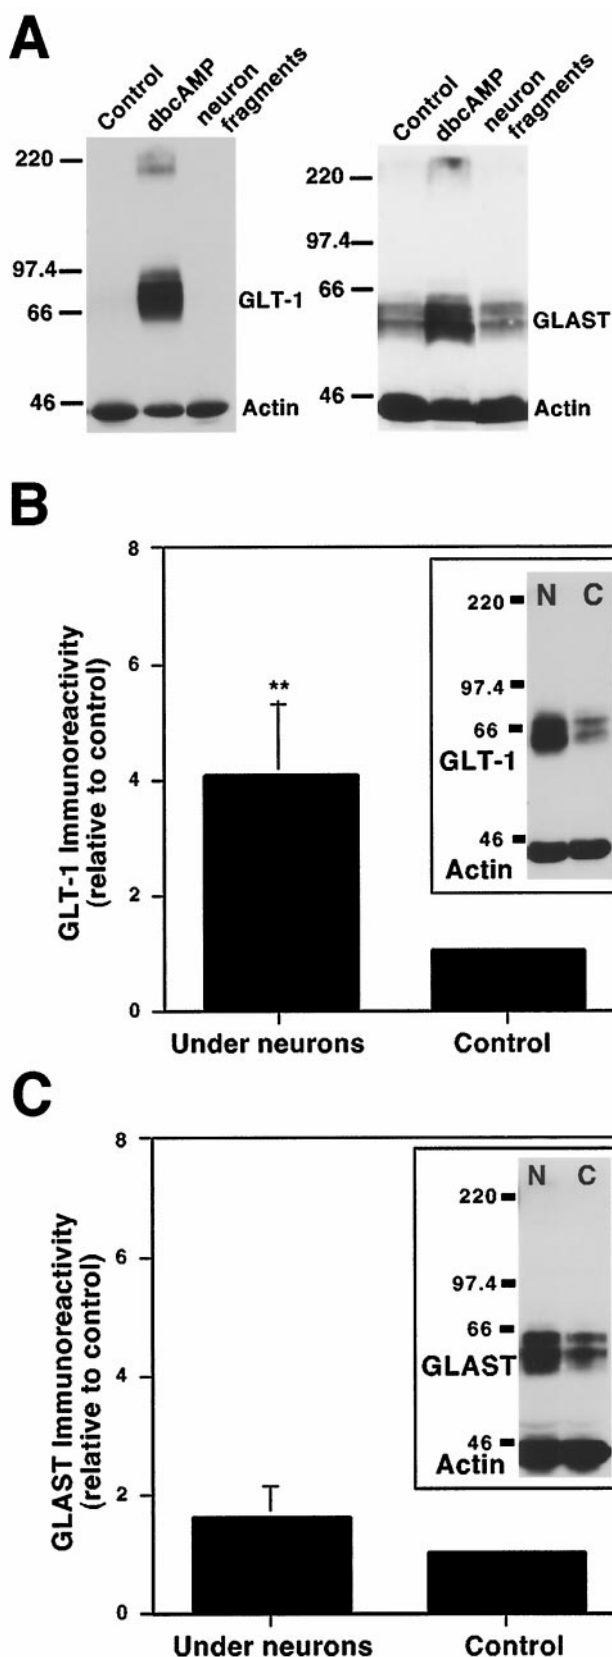 A
Control
dbcAMP
neuron
fragments
220
97.4
66
46
GLT-1
Actin
Control
dbcAMP
neuron
fragments
220
97.4
66
46
GLAST
Actin
B
GLT-1 Immunoreactivity
(relative to control)
8
6
4
2
0
**
Under neurons
Control
N C
220
97.4
66
GLT-1
46
Actin
C
GLAST Immunoreactivity
(relative to control)
8
6
4
2
0
Under neurons
Control
N C
220
97.4
66
GLAST
46
Actin